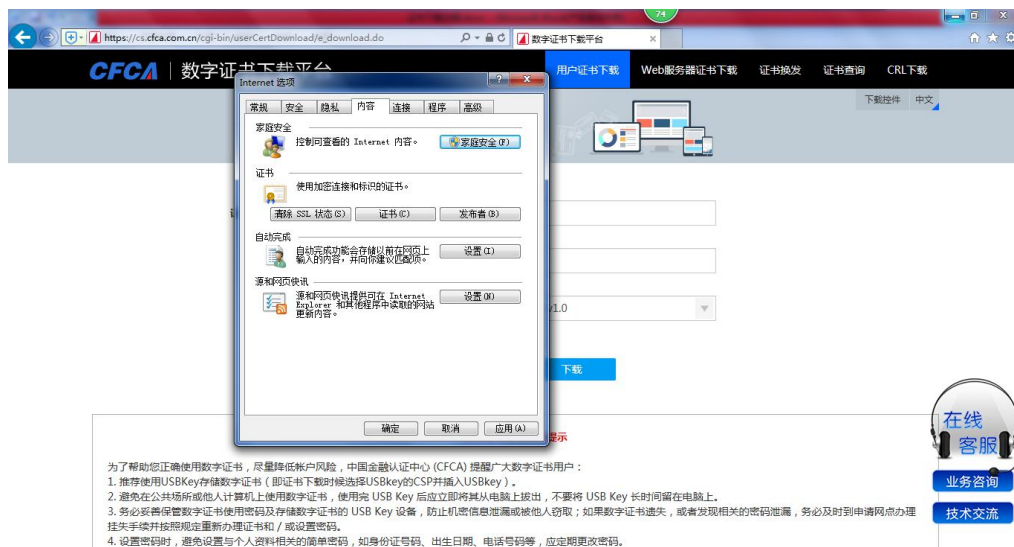 74
https://cs.cfca.com.cn/cgi-bin/userCertDownload/e_download.do
数字证书下载平台
CFCA 数字证书下载平台
用户证书下载 Web服务器证书下载 证书换发 证书查询 CRL下载
下载控件 中文
Internet 选项
常规 安全 隐私 内容 连接 程序 高级
家庭安全
控制可查看的 Internet 内容。 家庭安全(F)
证书
使用加密连接和标识的证书。
清除 SSL 状态(S) 证书(C) 发布者(B)
自动完成
自动完成功能会存储以前在网页上 设置(I)
输入的内容，并向你建议匹配项。
源和网页快讯
源和网页快讯提供可在 Internet 设置(N)
Explorer 和其他程序中读取的网站
更新内容。
v1.0
下载
确定 取消 应用(A)
提示
为了帮助您正确使用数字证书，尽量降低帐户风险，中国金融认证中心 (CFCA) 提醒广大数字证书用户：
1. 推荐使用USBKey存储数字证书（即证书下载时候选择USBkey的CSP并插入USBkey）.
2. 避免在公共场所或他人计算机上使用数字证书，使用完 USB Key 后应立即将其从电脑上拔出，不要将 USB Key 长时间留在电脑上。
3. 务必妥善保管数字证书使用密码及存储数字证书的 USB Key 设备，防止机密信息泄漏或被他人窃取；如果数字证书遗失，或者发现相关的密码泄漏，务必及时到申请网点办理
挂失手续并按照规定重新办理证书和 / 或设置密码。
4. 设置密码时，避免设置与个人资料相关的简单密码，如身份证号码、出生日期、电话号码等，应定期更改密码。
在线
客服
业务咨询
技术交流